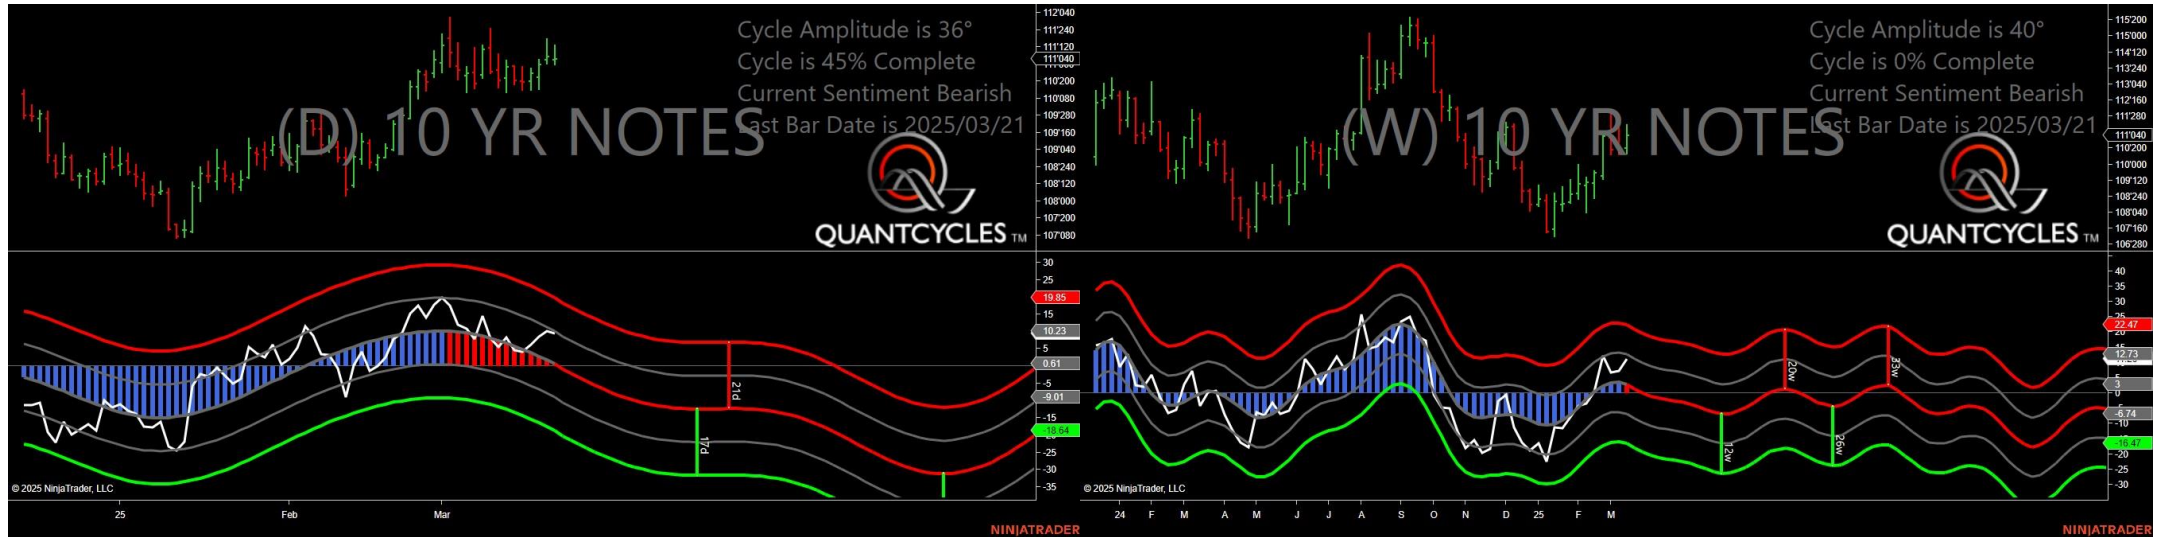 Cycle Amplitude is 36°
Cycle is 45% Complete
Current Sentiment Bearish
Last Bar Date is 2025/03/21
(D) 10 YR NOTES
QUANTCYCLES TM
112'040
111'240
111'120
111'040
110'200
110'080
109'280
109'160
109'040
108'240
108'120
108'000
107'200
107'080
30
25
19.85
10.23
5
0.61
-5
-9.01
-15
-18.64
-25
-30
-35
21d
17d
© 2025 NinjaTrader, LLC
25
Feb
Mar
NINJATRADER
Cycle Amplitude is 40°
Cycle is 0% Complete
Current Sentiment Bearish
Last Bar Date is 2025/03/21
(W) 10 YR NOTES
QUANTCYCLES TM
115'200
115'000
114'120
113'240
113'040
112'160
111'280
111'040
110'200
110'000
109'120
108'240
108'040
107'160
106'280
40
35
30
25
22.47
12.73
3
0
-6.74
-10
-16.47
-20
-25
-30
20w
33w
12w
26w
© 2025 NinjaTrader, LLC
24 F M A M J J A S O N D 25 F M
NINJATRADER